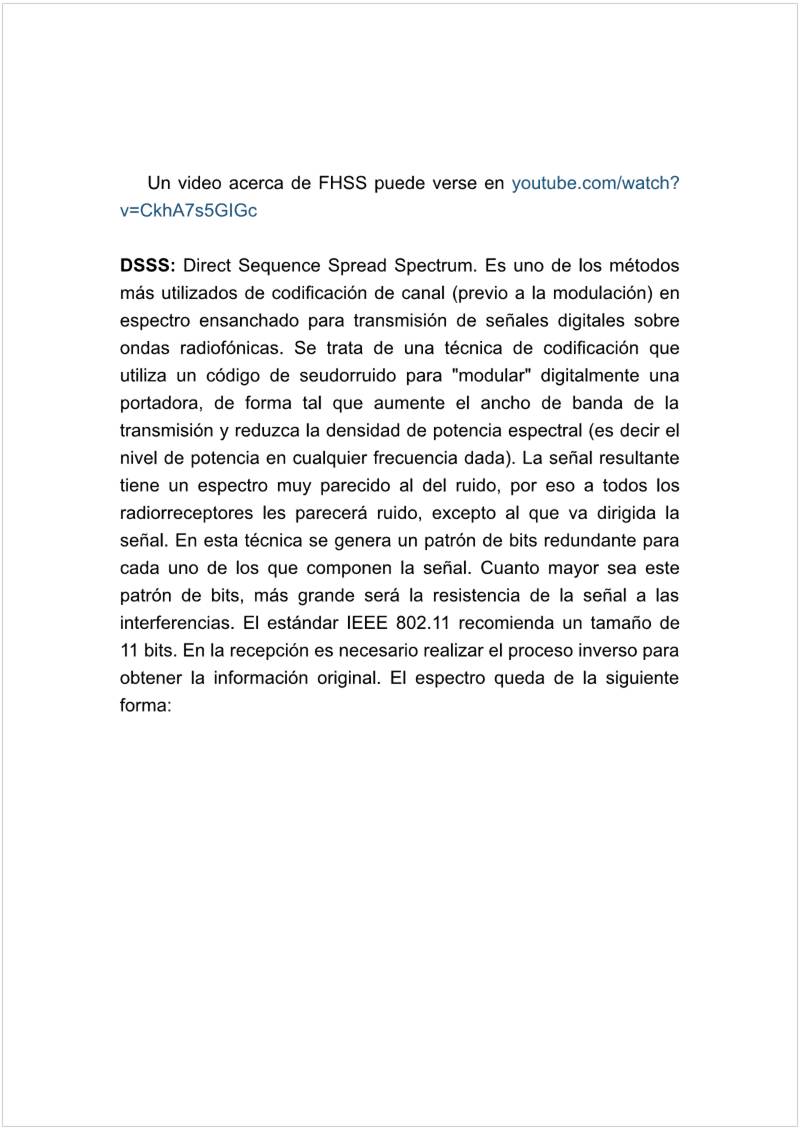 Un video acerca de FHSS puede verse en youtube.com/watch?
v=CkhA7s5GIGc
DSSS: Direct Sequence Spread Spectrum. Es uno de los métodos
más utilizados de codificación de canal (previo a la modulación) en
espectro ensanchado para transmisión de señales digitales sobre
ondas radiofónicas. Se trata de una técnica de codificación que
utiliza un código de seudorruido para "modular" digitalmente una
portadora, de forma tal que aumente el ancho de banda de la
transmisión y reduzca la densidad de potencia espectral (es decir el
nivel de potencia en cualquier frecuencia dada). La señal resultante
tiene un espectro muy parecido al del ruido, por eso a todos los
radiorreceptores les parecerá ruido, excepto al que va dirigida la
señal. En esta técnica se genera un patrón de bits redundante para
cada uno de los que componen la señal. Cuanto mayor sea este
patrón de bits, más grande será la resistencia de la señal a las
interferencias. El estándar IEEE 802.11 recomienda un tamaño de
11 bits. En la recepción es necesario realizar el proceso inverso para
obtener la información original. El espectro queda de la siguiente
forma: